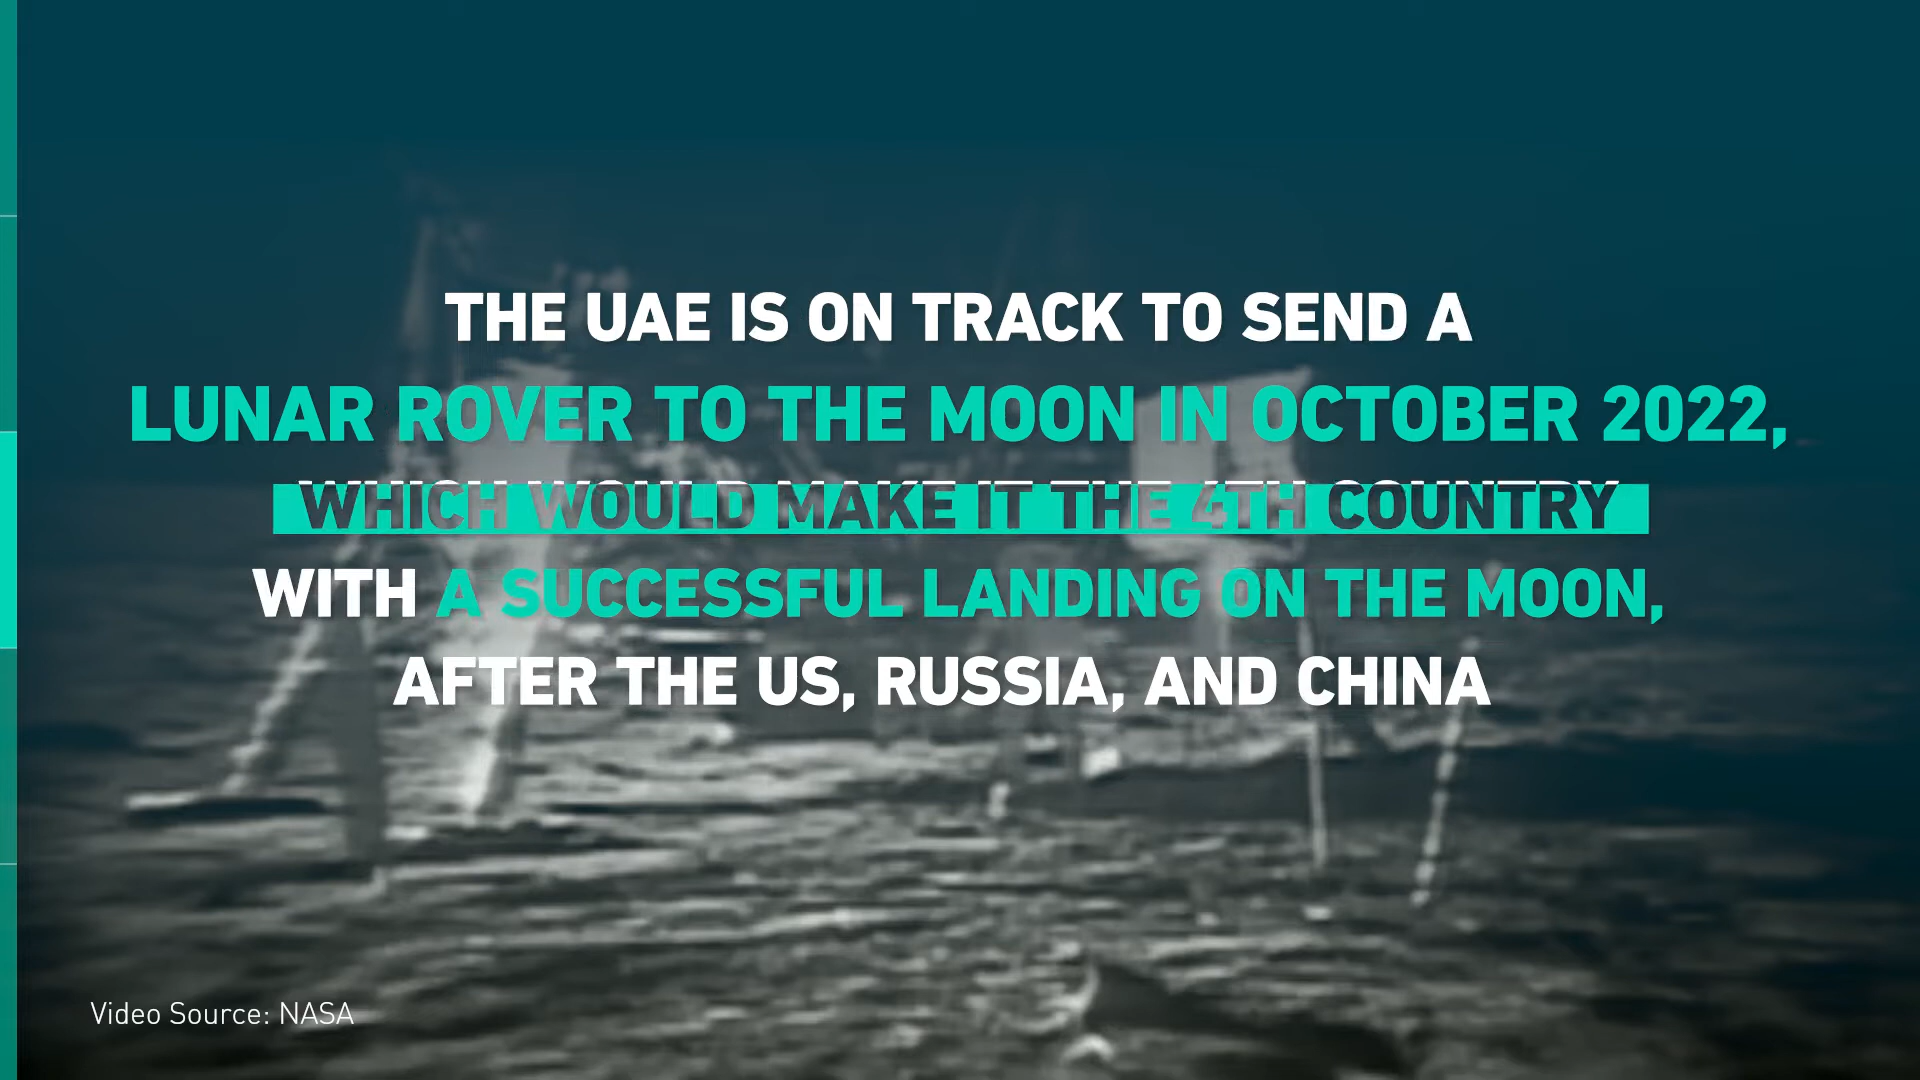 THE UAE IS ON TRACK TO SEND A
LUNAR ROVER TO THE MOON IN OCTOBER 2022,
WHICH WOULD MAKE IT THE 4TH COUNTRY
WITH A SUCCESSFUL LANDING ON THE MOON,
AFTER THE US, RUSSIA, AND CHINA
Video Source: NASA